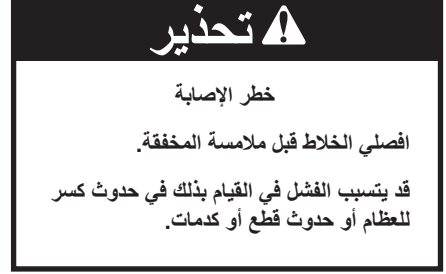 تحذير
خطر الإصابة
افصلي الخلاط قبل ملامسة المخفقة.
قد يتسبب الفشل في القيام بذلك في حدوث كسر
للعظام أو حدوث قطع أو كدمات.